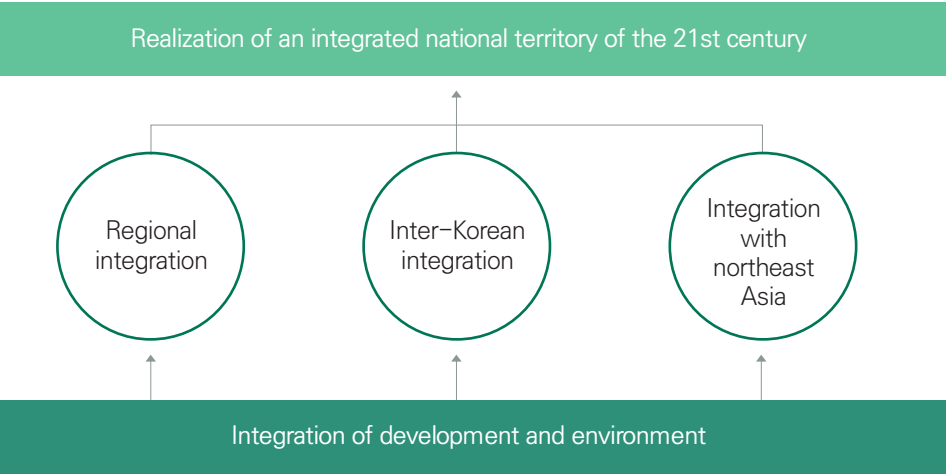 Realization of an integrated national territory of the 21st century
Regional
integration
Inter-Korean
integration
Integration
with
northeast
Asia
Integration of development and environment